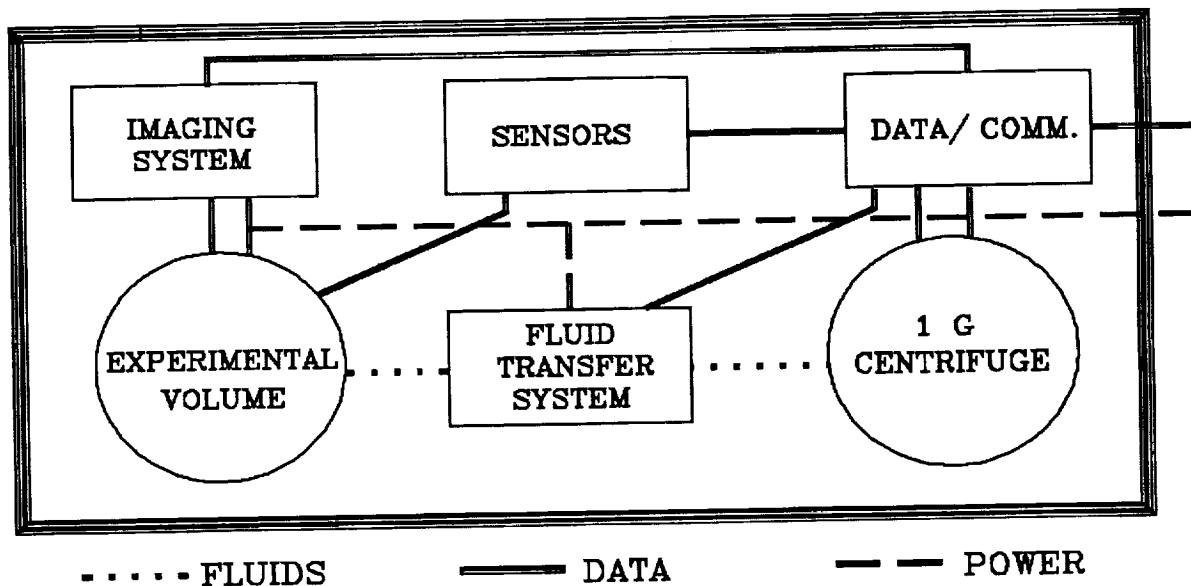 IMAGING
SYSTEM
SENSORS
DATA/ COMM.
EXPERIMENTAL
VOLUME
FLUID
TRANSFER
SYSTEM
1 G
CENTRIFUGE
FLUIDS
DATA
POWER